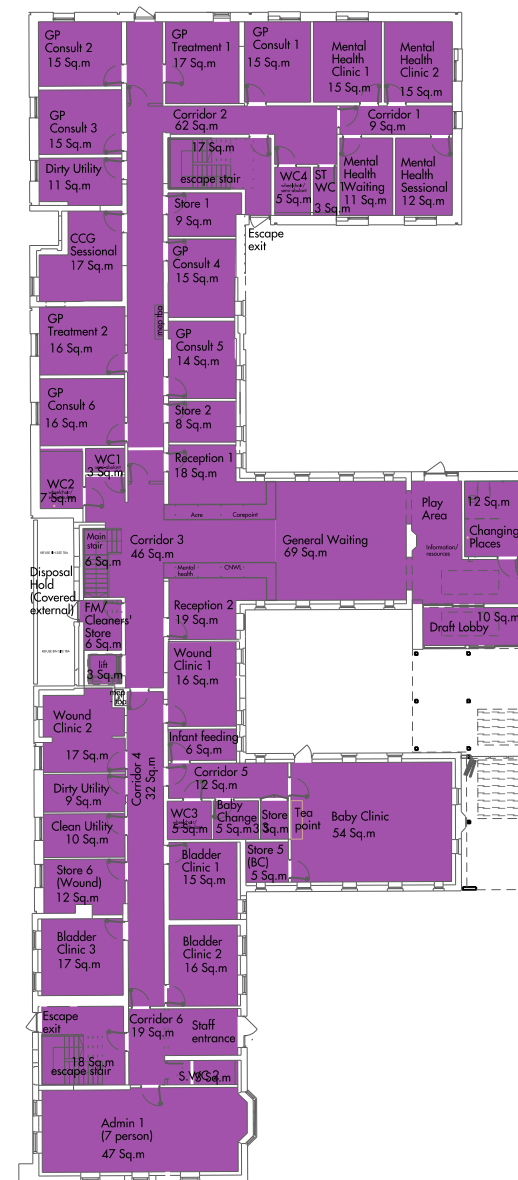 GP
Consult 2
15 Sq.m
GP
Treatment 1
17 Sq.m
GP
Consult 1
15 Sq.m
Mental
Health
Clinic 1
15 Sq.m
Mental
Health
Clinic 2
15 Sq.m
GP
Consult 3
15 Sq.m
Corridor 2
62 Sq.m
Corridor 1
9 Sq.m
17 Sq.m
escape stair
Dirty Utility
11 Sq.m
WC4
5 Sq.m
ST
WC
3 Sq.m
Mental
Health
Waiting
11 Sq.m
Mental
Health
Sessional
12 Sq.m
Store 1
9 Sq.m
Escape
exit
CCG
Sessional
17 Sq.m
GP
Consult 4
15 Sq.m
mep tba
GP
Treatment 2
16 Sq.m
GP
Consult 5
14 Sq.m
GP
Consult 6
16 Sq.m
Store 2
8 Sq.m
WC1
3 Sq.m
Reception 1
18 Sq.m
WC2
7 Sq.m
Acre
Carepoint
Play
Area
12 Sq.m
Changing
Places
Main
stair
6 Sq.m
Corridor 3
46 Sq.m
General Waiting
69 Sq.m
Information/
resources
Disposal
Hold
(Covered
external)
Mental
health
CNWL
FM/
Cleaners'
Store
6 Sq.m
Reception 2
19 Sq.m
10 Sq.m
Draft Lobby
lift
3 Sq.m
Wound
Clinic 1
16 Sq.m
mep
tba
Wound
Clinic 2
17 Sq.m
Infant feeding
6 Sq.m
Corridor 4
32 Sq.m
Corridor 5
12 Sq.m
Dirty Utility
9 Sq.m
WC3
5 Sq.m
Baby
Change
5 Sq.m
Store
Sq.m
Tea
point
Baby Clinic
54 Sq.m
Clean Utility
10 Sq.m
Bladder
Clinic 1
15 Sq.m
Store 5
(BC)
5 Sq.m
Store 6
(Wound)
12 Sq.m
Bladder
Clinic 3
17 Sq.m
Bladder
Clinic 2
16 Sq.m
Escape
exit
Corridor 6
19 Sq.m
Staff
entrance
18 Sq.m
escape stair
Admin 1
(7 person)
47 Sq.m